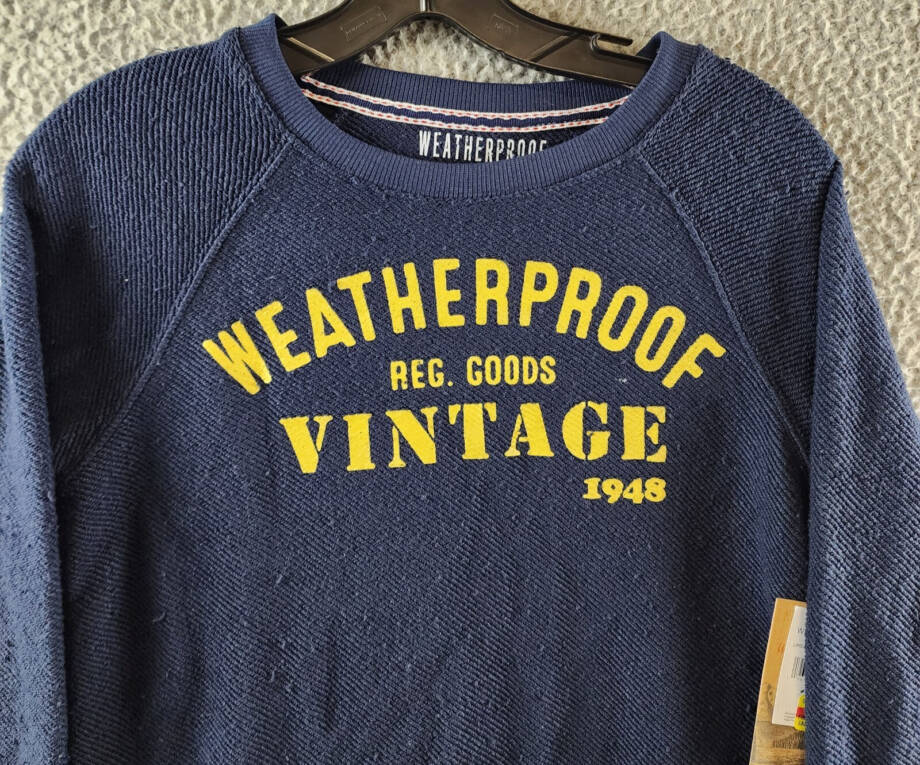 WEATHERPROOF
WEATHERPROOF
REG. GOODS
VINTAGE
1948